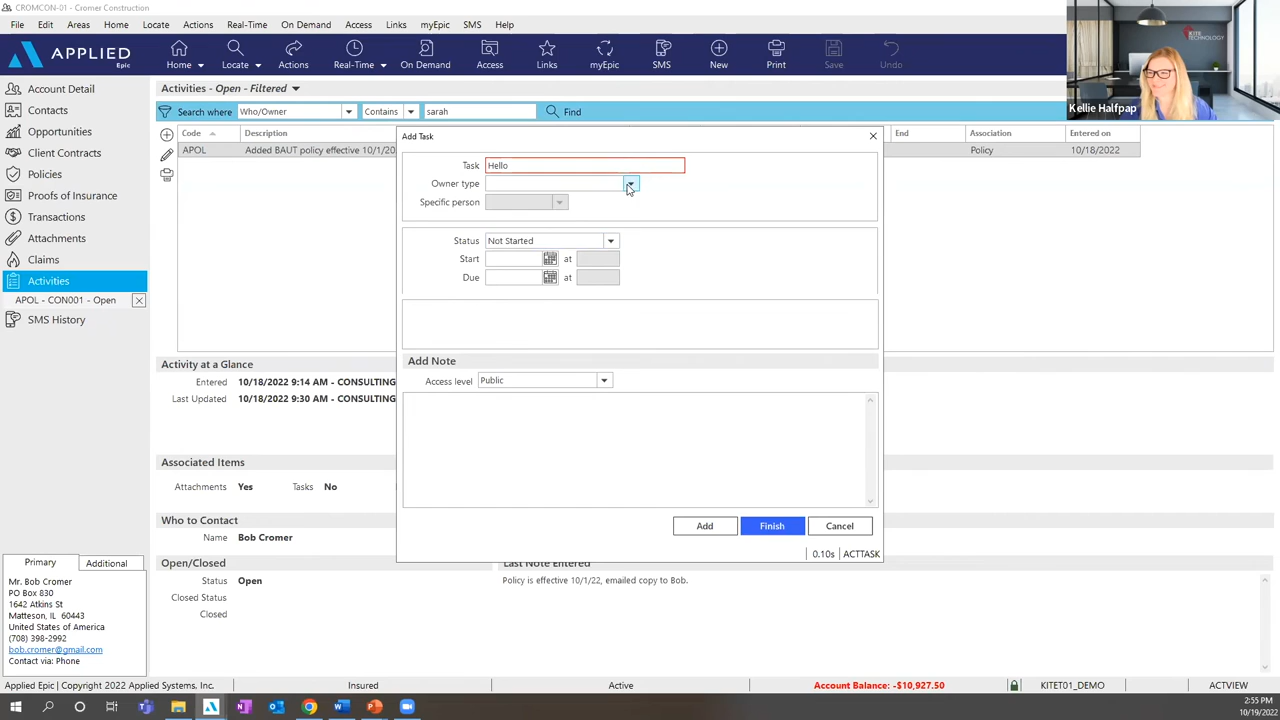 CROMCON-01 - Cromer Construction
File Edit Areas Home Locate Actions Real-Time On Demand Access Links myEpic SMS Help
APPLIED
Epic
Home Locate Actions Real-Time On Demand Access Links myEpic SMS New Print Save Undo
KITE
TECHNOLOGY
Kellie Halfpap
Account Detail
Contacts
Opportunities
Client Contracts
Policies
Proofs of Insurance
Transactions
Attachments
Claims
Activities
APOL - CON001 - Open
SMS History
Activities - Open - Filtered
Search where Who/Owner Contains sarah Find
Code Description End Association Entered on
APOL Added BAUT policy effective 10/1/20 Policy 10/18/2022
Add Task
Task Hello
Owner type
Specific person
Status Not Started
Start at
Due at
Add Note
Access level Public
Add Finish Cancel
0.10s ACTTASK
Activity at a Glance
Entered 10/18/2022 9:14 AM - CONSULTING
Last Updated 10/18/2022 9:30 AM - CONSULTING
Associated Items
Attachments Yes Tasks No
Who to Contact
Name Bob Cromer
Open/Closed
Status Open
Closed Status
Closed
Last Note Entered
Policy is effective 10/1/22, emailed copy to Bob.
Primary Additional
Mr. Bob Cromer
PO Box 830
1642 Atkins St
Matteson, IL 60443
United States of America
(708) 398-2992
bob.cromer@gmail.com
Contact via: Phone
Applied Epic | Copyright 2022 Applied Systems, Inc. Insured Active Account Balance: -$10,927.50 KITET01_DEMO ACTVIEW
2:55 PM
10/19/2022